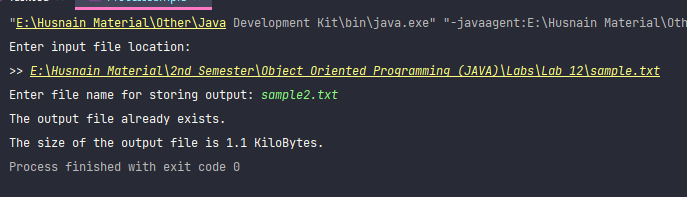 "E:\Husnain Material\Other\Java Development Kit\bin\java.exe" "-javaagent:E:\Husnain Material\Oth
Enter input file location:
>> E:\Husnain Material\2nd Semester\Object Oriented Programming (JAVA)\Labs\Lab 12\sample.txt
Enter file name for storing output: sample2.txt
The output file already exists.
The size of the output file is 1.1 KiloBytes.
Process finished with exit code 0